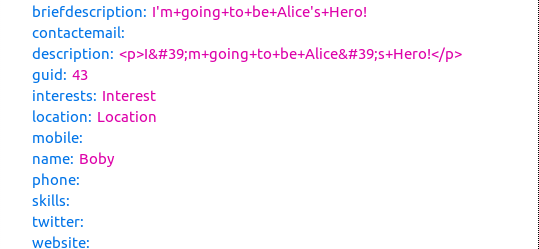 briefdescription: I'm+going+to+be+Alice's+Hero!
contactemail:
description: <p>I&#39;m+going+to+be+Alice&#39;s+Hero!</p>
guid: 43
interests: Interest
location: Location
mobile:
name: Boby
phone:
skills:
twitter:
website: